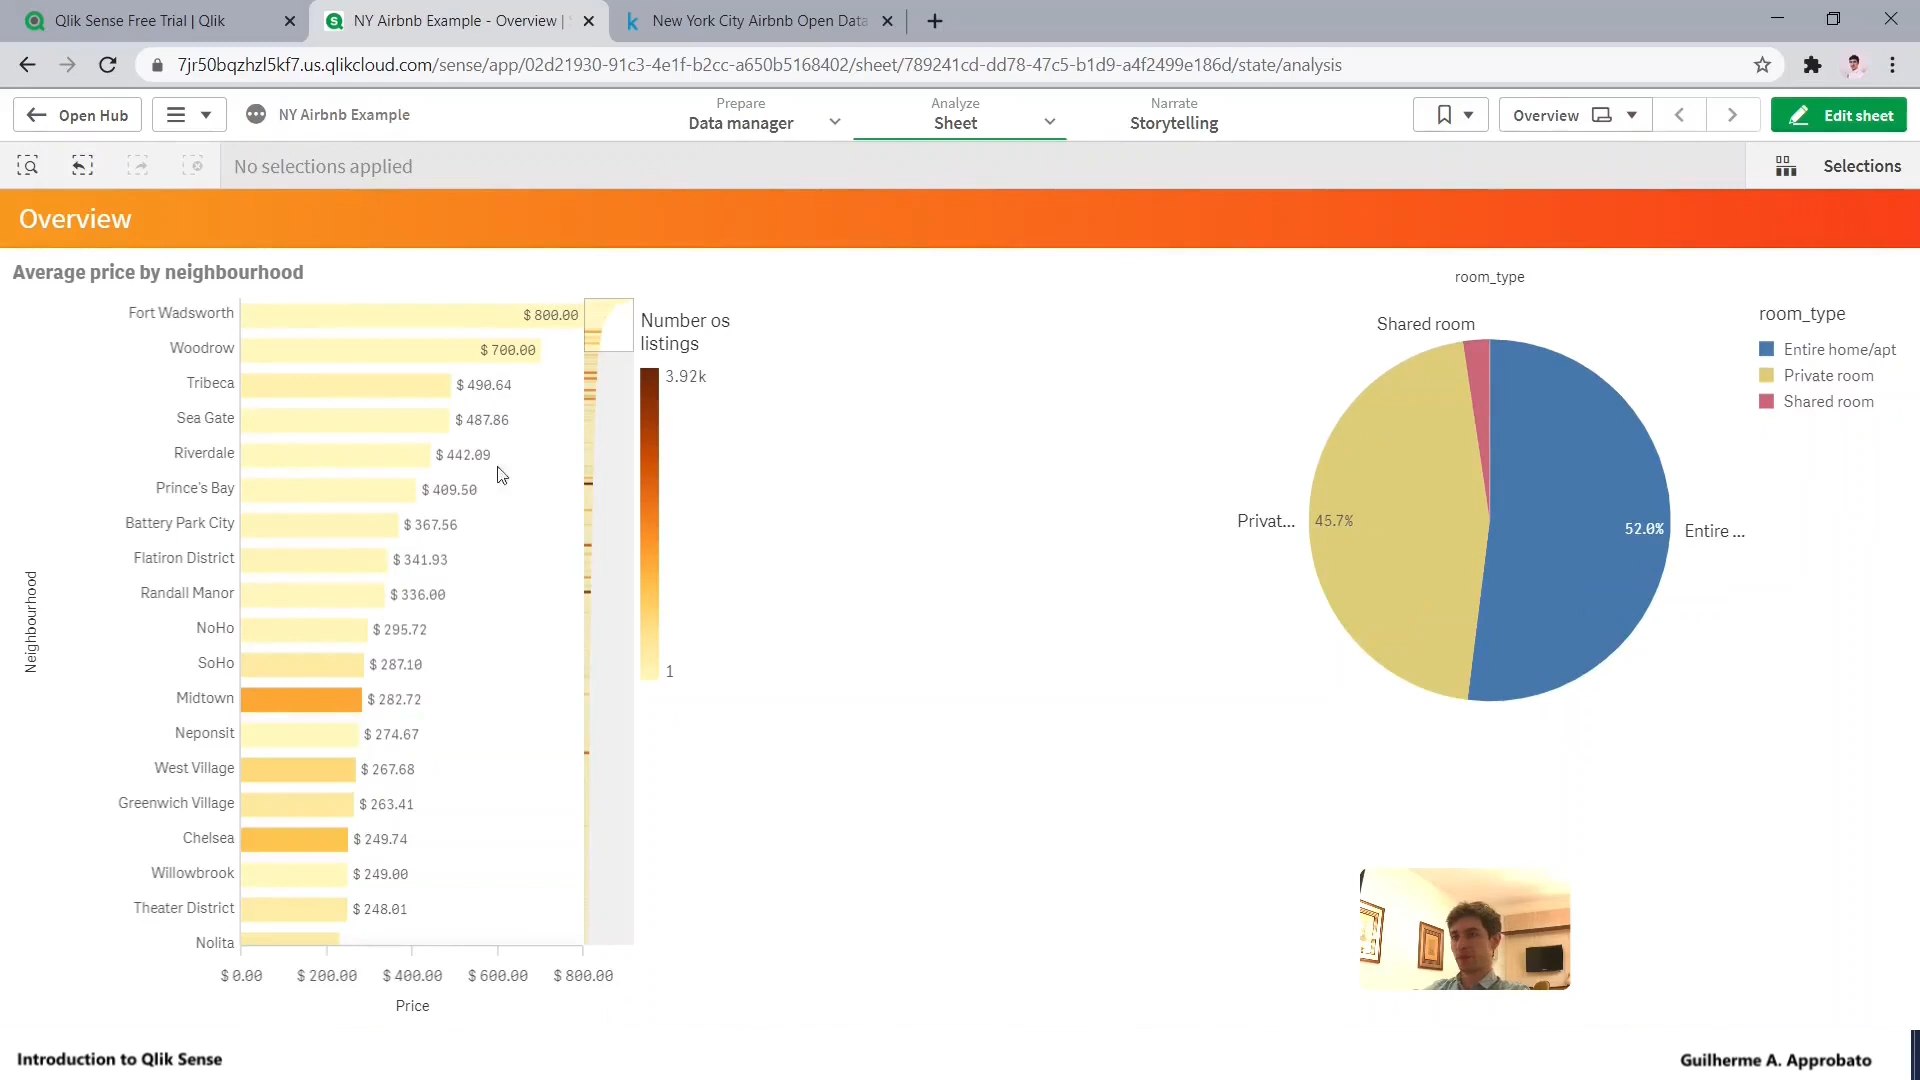 Qlik Sense Free Trial | Qlik
NY Airbnb Example - Overview |
New York City Airbnb Open Data
7jr50bqzhzl5kf7.us.qlikcloud.com/sense/app/02d21930-91c3-4e1f-b2cc-a650b5168402/sheet/789241cd-dd78-47c5-b1d9-a4f2499e186d/state/analysis
Open Hub
NY Airbnb Example
Prepare
Data manager
Analyze
Sheet
Narrate
Storytelling
Overview
Edit sheet
No selections applied
Selections
Overview
Average price by neighbourhood
Neighbourhood
Fort Wadsworth $ 800.00
Woodrow $ 700.00
Tribeca $ 490.64
Sea Gate $ 487.86
Riverdale $ 442.09
Prince's Bay $ 409.50
Battery Park City $ 367.56
Flatiron District $ 341.93
Randall Manor $ 336.00
NoHo $ 295.72
SoHo $ 287.10
Midtown $ 282.72
Neponsit $ 274.67
West Village $ 267.68
Greenwich Village $ 263.41
Chelsea $ 249.74
Willowbrook $ 249.00
Theater District $ 248.01
Nolita
$ 0.00 $ 200.00 $ 400.00 $ 600.00 $ 800.00
Price
Number os
listings
3.92k
1
room_type
Shared room
Privat... 45.7%
52.0% Entire ...
room_type
Entire home/apt
Private room
Shared room
Introduction to Qlik Sense
Guilherme A. Approbato